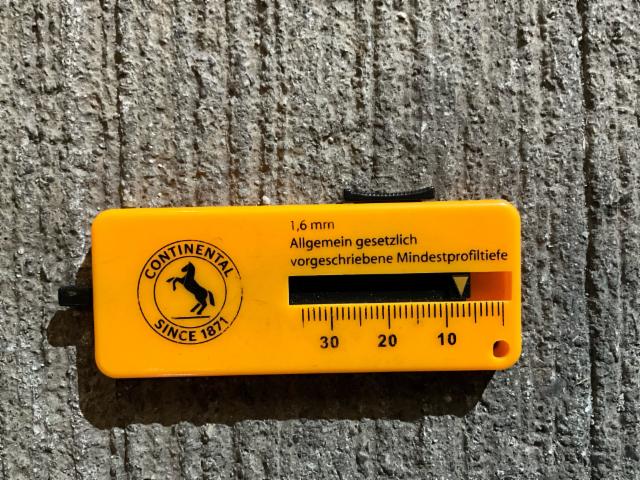 CONTINENTAL
SINCE 1871
1,6 mm
Allgemein gesetzlich
vorgeschriebene Mindestprofiltiefe
30 20 10